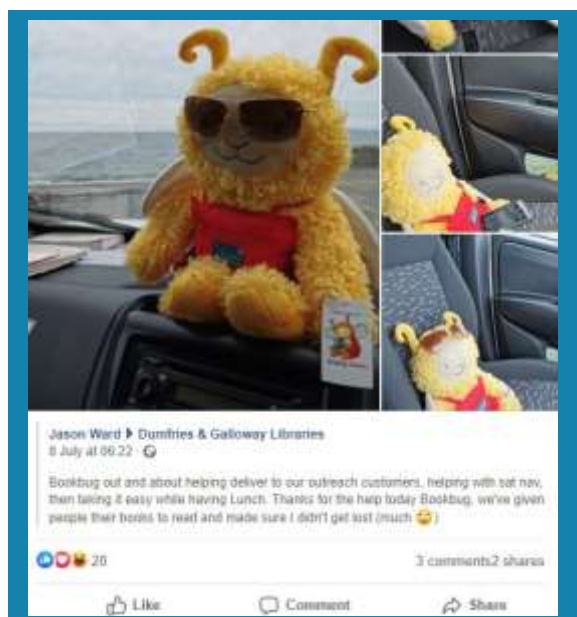 Jason Ward ▸ Dumfries & Galloway Libraries
8 July at 06:22 ·
Bookbug out and about helping deliver to our outreach customers, helping with sat nav,
then taking it easy while having Lunch. Thanks for the help today Bookbug, we've given
people their books to read and made sure I didn't get lost (much 🙄)
26
3 comments 2 shares
Like
Comment
Share